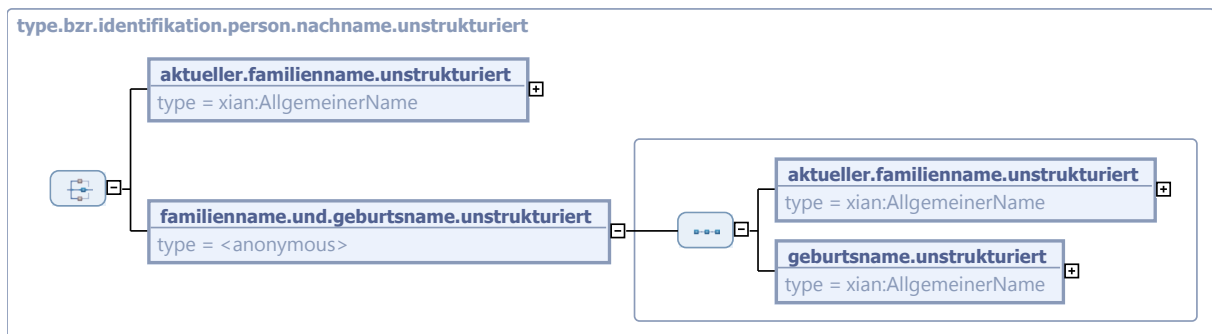 type.bzr.identifikation.person.nachname.unstrukturiert
aktueller.familienname.unstrukturiert
type = xian:AllgemeinerName
familienname.und.geburtsname.unstrukturiert
type = <anonymous>
aktueller.familienname.unstrukturiert
type = xian:AllgemeinerName
geburtsname.unstrukturiert
type = xian:AllgemeinerName